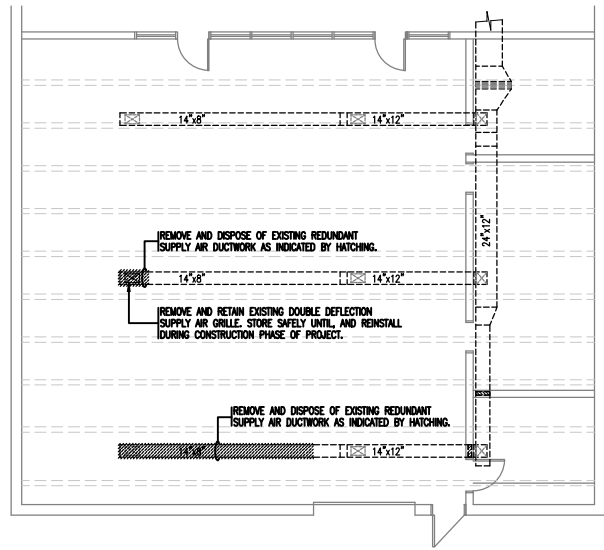 14"x8"
14"x12"
24"x12"
REMOVE AND DISPOSE OF EXISTING REDUNDANT
SUPPLY AIR DUCTWORK AS INDICATED BY HATCHING.
14"x8"
14"x12"
REMOVE AND RETAIN EXISTING DOUBLE DEFLECTION
SUPPLY AIR GRILLE. STORE SAFELY UNTIL, AND REINSTALL
DURING CONSTRUCTION PHASE OF PROJECT.
REMOVE AND DISPOSE OF EXISTING REDUNDANT
SUPPLY AIR DUCTWORK AS INDICATED BY HATCHING.
14"x8"
14"x12"